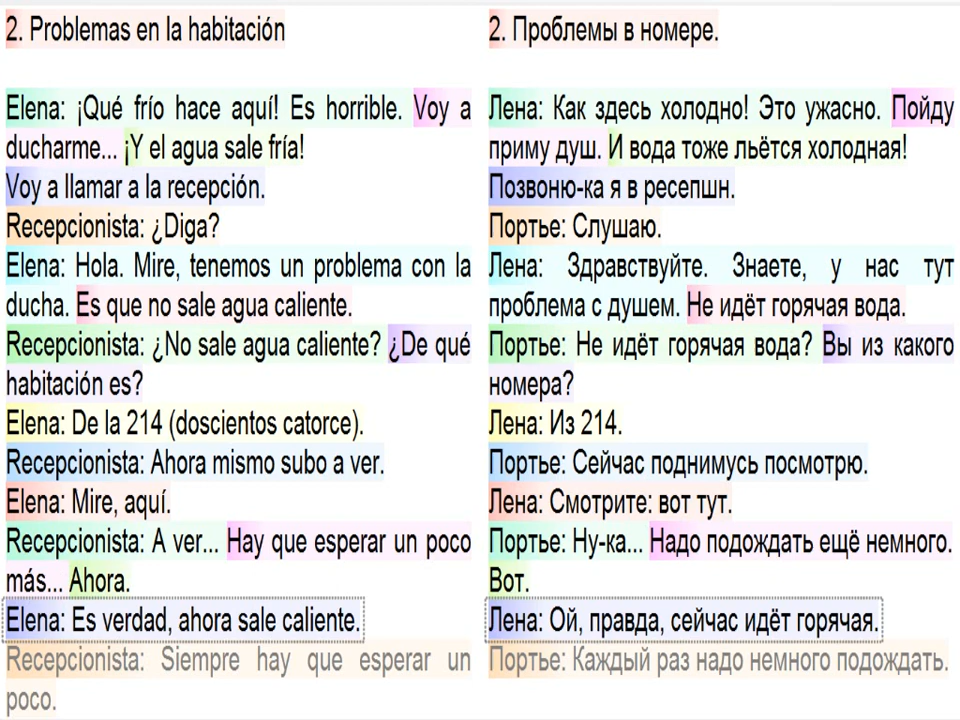 2. Problemas en la habitación
Elena: ¡Qué frío hace aquí! Es horrible. Voy a
ducharme... ¡Y el agua sale fría!
Voy a llamar a la recepción.
Recepcionista: ¿Diga?
Elena: Hola. Mire, tenemos un problema con la
ducha. Es que no sale agua caliente.
Recepcionista: ¿No sale agua caliente? ¿De qué
habitación es?
Elena: De la 214 (doscientos catorce).
Recepcionista: Ahora mismo subo a ver.
Elena: Mire, aquí.
Recepcionista: A ver... Hay que esperar un poco
más... Ahora.
Elena: Es verdad, ahora sale caliente.
Recepcionista: Siempre hay que esperar un
poco.
2. Проблемы в номере.
Лена: Как здесь холодно! Это ужасно. Пойду
приму душ. И вода тоже льётся холодная!
Позвоню-ка я в ресепшн.
Портье: Слушаю.
Лена: Здравствуйте. Знаете, у нас тут
проблема с душем. Не идёт горячая вода.
Портье: Не идёт горячая вода? Вы из какого
номера?
Лена: Из 214.
Портье: Сейчас поднимусь посмотрю.
Лена: Смотрите: вот тут.
Портье: Ну-ка... Надо подождать ещё немного.
Вот.
Лена: Ой, правда, сейчас идёт горячая.
Портье: Каждый раз надо немного подождать.